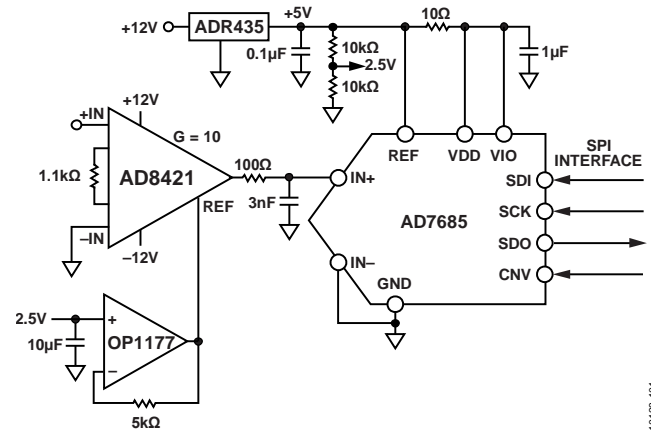 +12V
ADR435
+5V
0.1µF
10kΩ
2.5V
10kΩ
10Ω
1µF
+IN
+12V
G = 10
1.1kΩ
AD8421
100Ω
REF
3nF
–IN
–12V
REF
VDD
VIO
SPI
INTERFACE
IN+
SDI
AD7685
SCK
SDO
IN–
GND
CNV
2.5V
+
10µF
OP1177
–
5kΩ